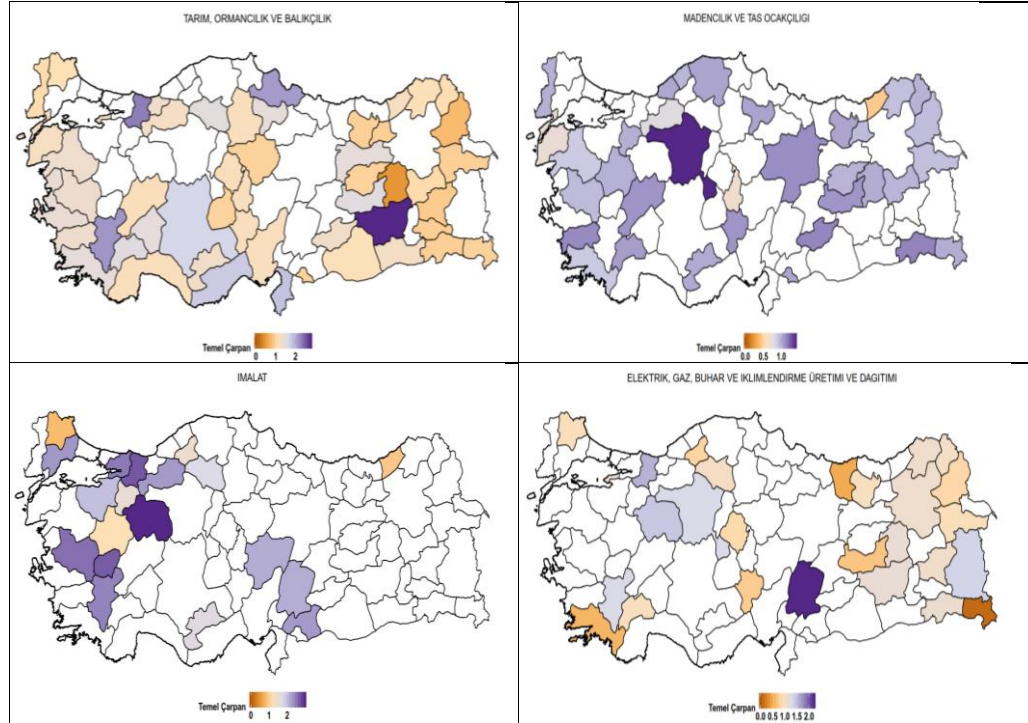 TARIM, ORMANCILIK VE BALIKÇILIK
MADENCILIK VE TAS OCAKÇILIGI
Temel Çarpan
0 1 2
Temel Çarpan
0.0 0.5 1.0
IMALAT
ELEKTRIK, GAZ, BUHAR VE IKLIMLENDIRME ÜRETIMI VE DAGITIMI
Temel Çarpan
0 1 2
Temel Çarpan
0.0 0.5 1.0 1.5 2.0